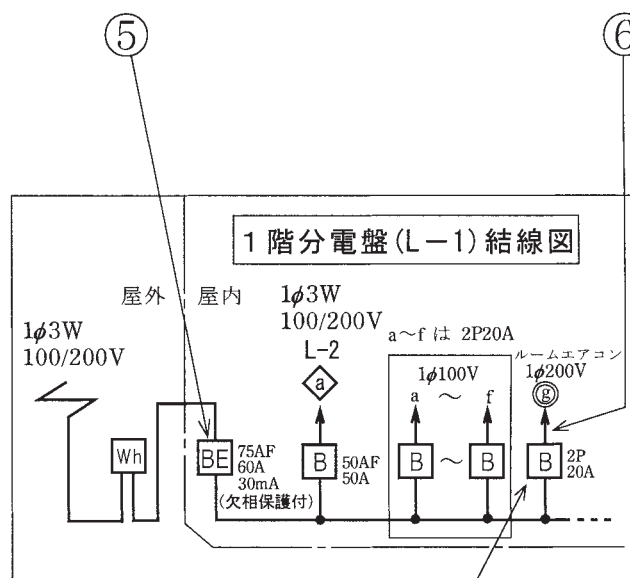 ⑤
⑥
1階分電盤(L-1)結線図
屋外
屋内
1φ3W
100/200V
1φ3W
100/200V
L-2
a
a~fは 2P20A
1φ100V
a ~ f
ルームエアコン
1φ200V
g
Wh
BE
75AF
60A
30mA
(欠相保護付)
B
50AF
50A
B ~ B
B
2P
20A